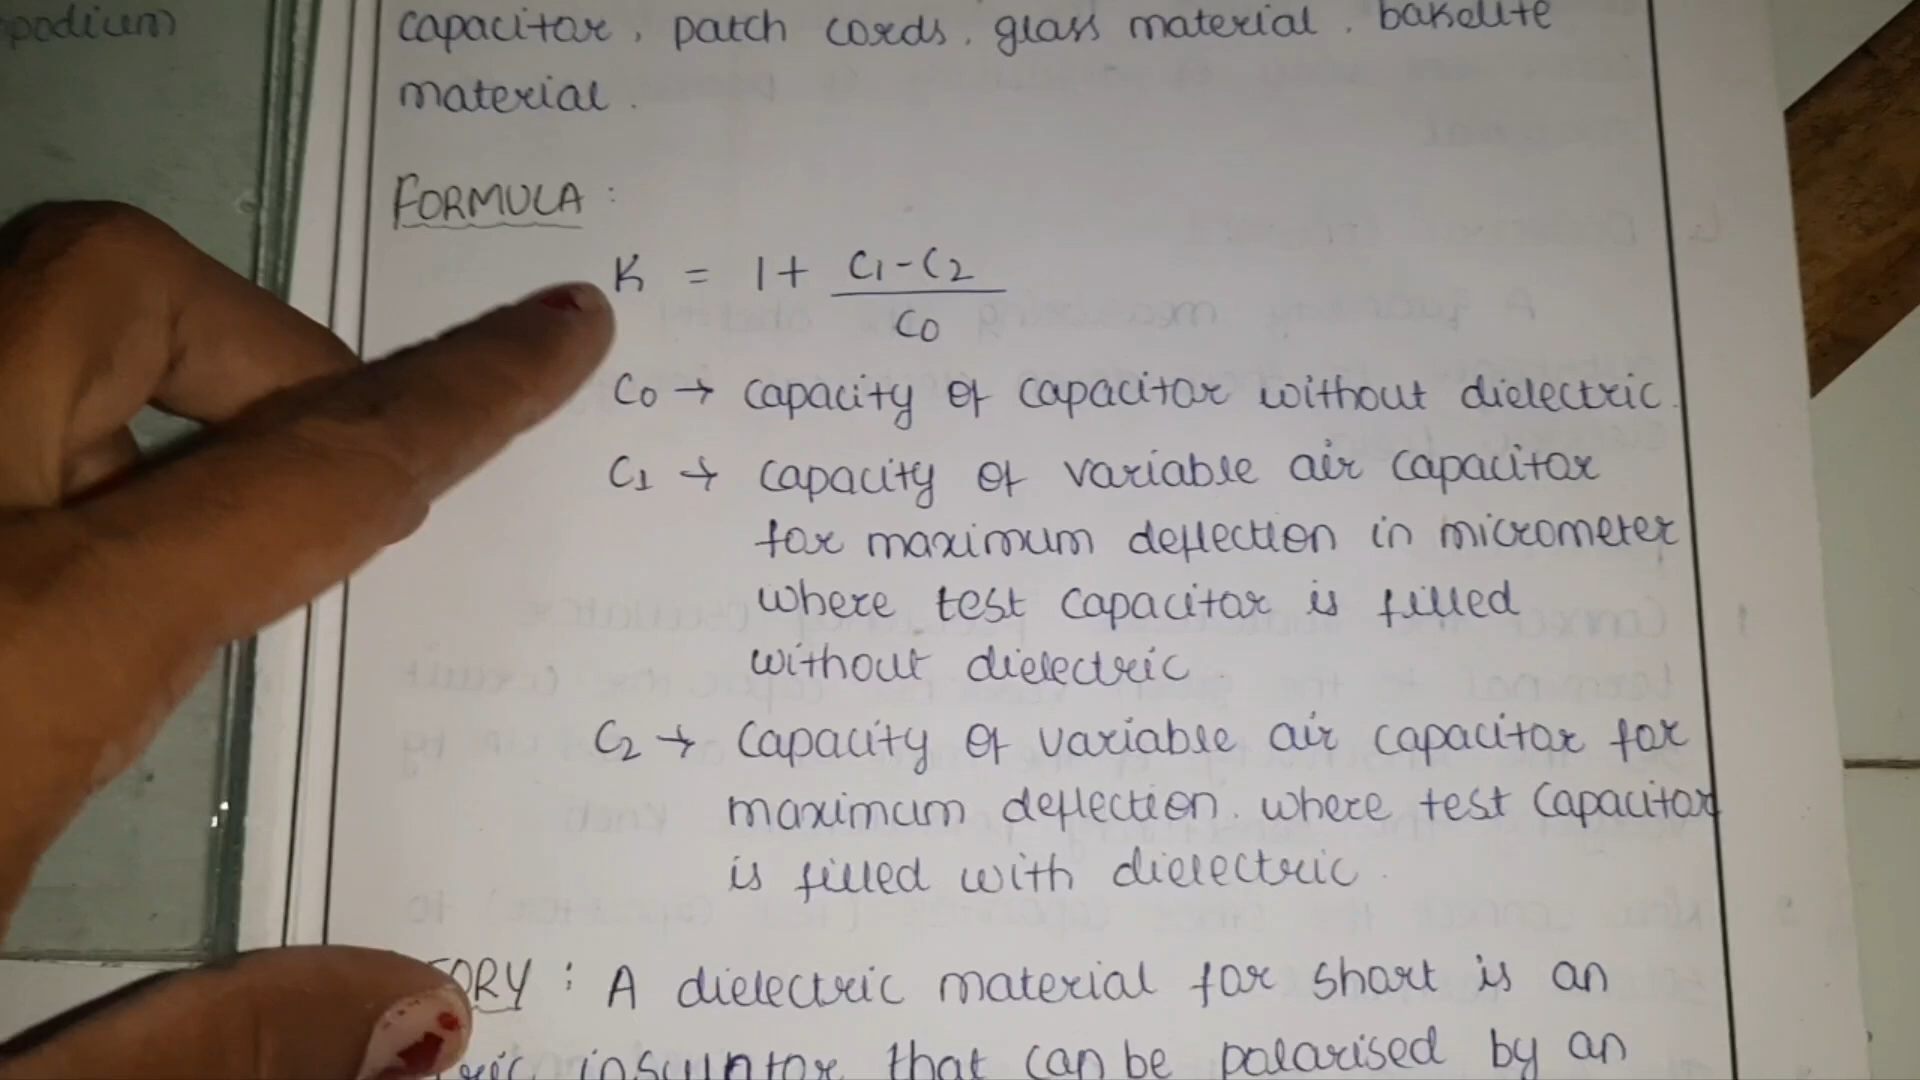 podium
capacitor, patch cords, glass material, bakelite
material.
FORMULA:
K = 1 + C1-C2
C0
C0 → capacity of capacitor without dielectric.
C1 → capacity of variable air capacitor
for maximum deflection in micrometer
where test capacitor is filled
without dielectric
C2 → capacity of variable air capacitor for
maximum deflection. where test capacitor
is filled with dielectric.
ORY : A dielectric material for short is an
that can be polarised by an